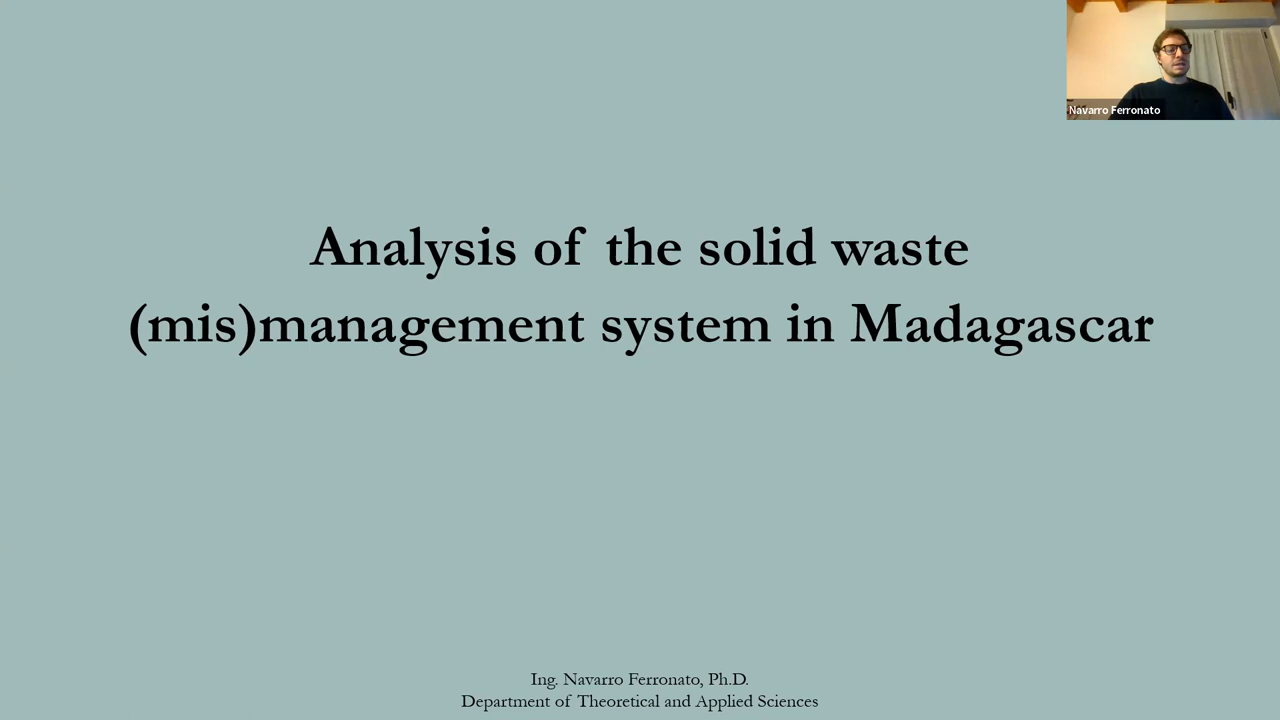 Navarro Ferronato
Analysis of the solid waste
(mis)management system in Madagascar
Ing. Navarro Ferronato, Ph.D.
Department of Theoretical and Applied Sciences